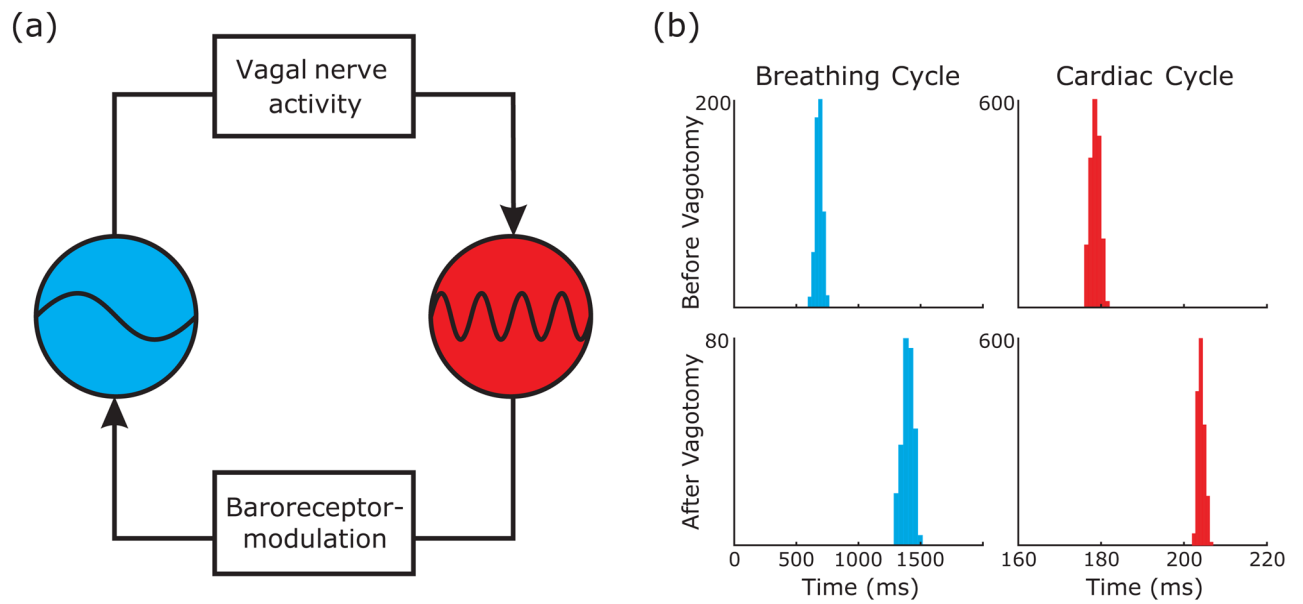 (a)
Vagal nerve
activity
Baroreceptor-
modulation
(b)
Breathing Cycle
Cardiac Cycle
Before Vagotomy
200
600
After Vagotomy
80
600
0 500 1000 1500
Time (ms)
160 180 200 220
Time (ms)